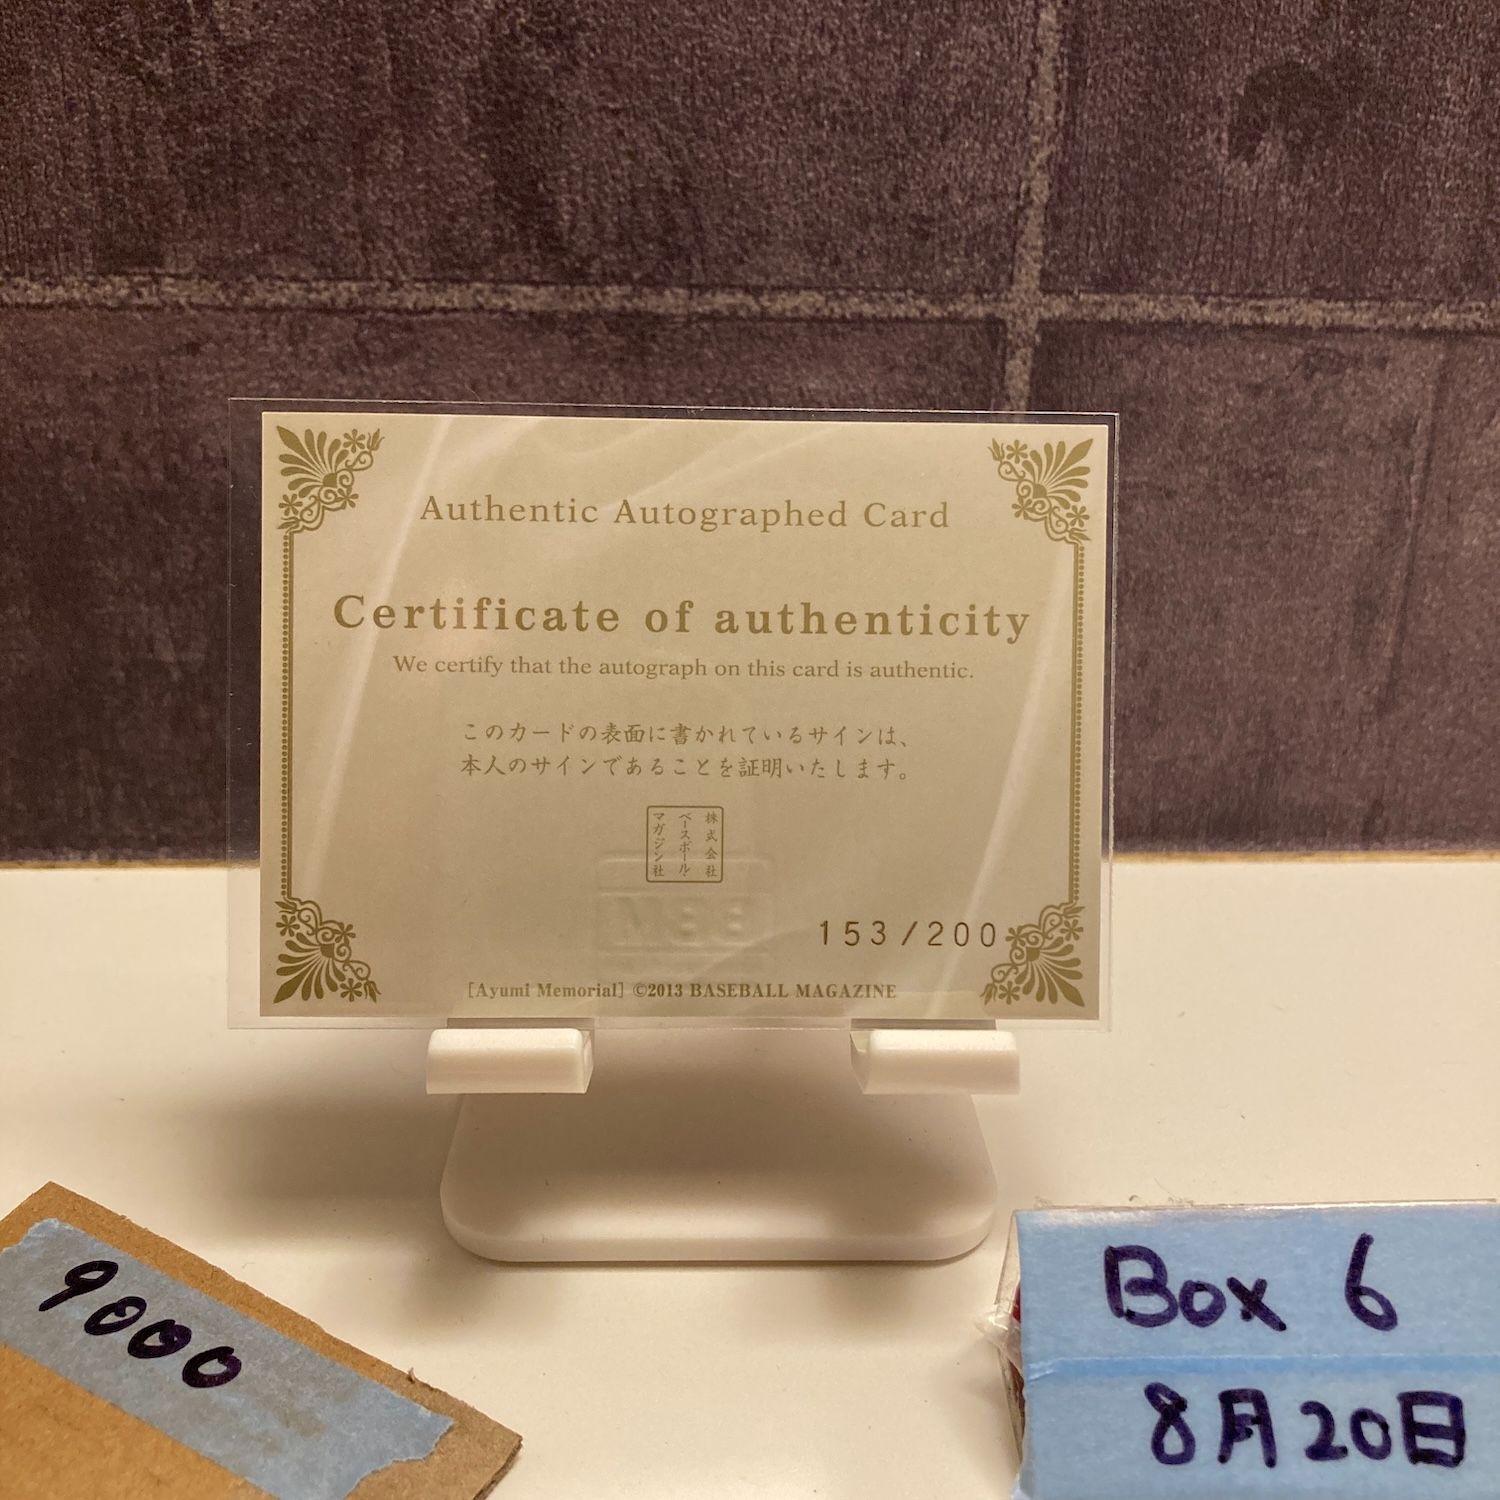 Authentic Autographed Card
Certificate of authenticity
We certify that the autograph on this card is authentic.
このカードの表面に書かれているサインは、
本人のサインであることを証明いたします。
株式会社
ベースボール
マガジン社
153/200
[Ayumi Memorial] ©2013 BASEBALL MAGAZINE
9000
Box 6
8月20日